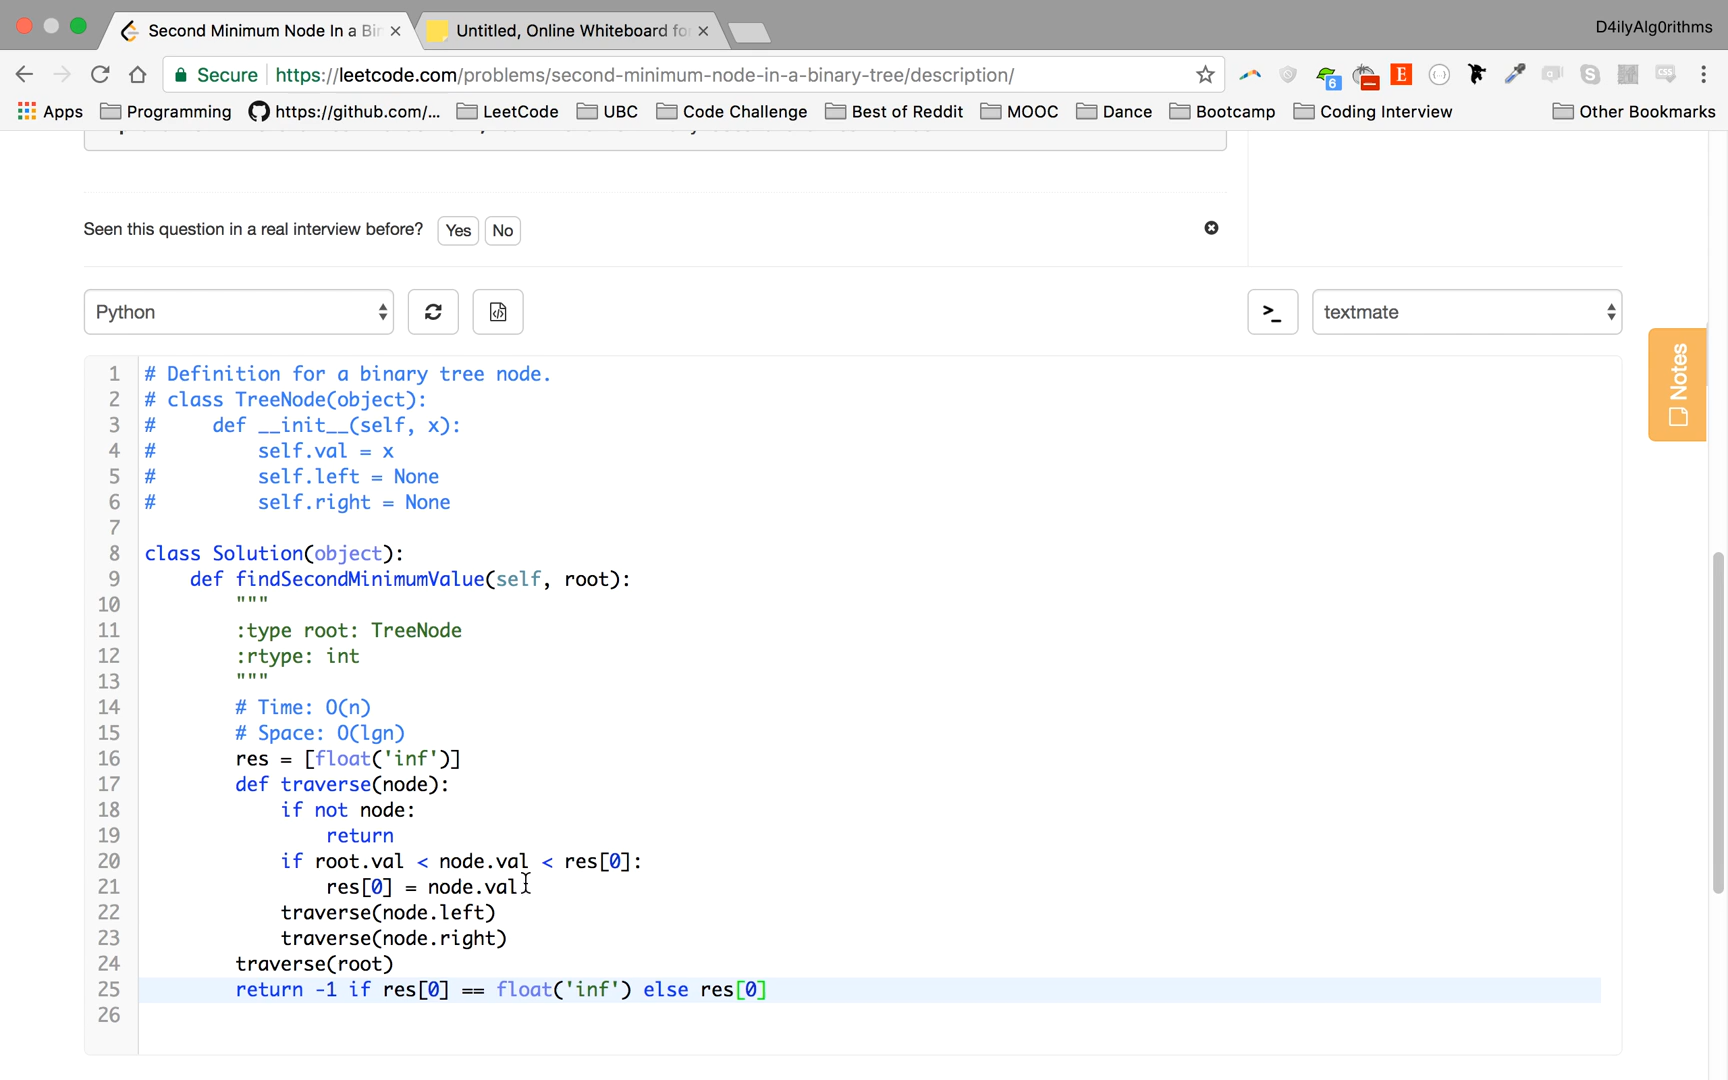 Second Minimum Node In a Bin
Untitled, Online Whiteboard fo
D4ilyAlg0rithms
Secure https://leetcode.com/problems/second-minimum-node-in-a-binary-tree/description/
6
E
css
Apps Programming https://github.com/... LeetCode UBC Code Challenge Best of Reddit MOOC Dance Bootcamp Coding Interview Other Bookmarks
Seen this question in a real interview before? Yes No
Python
>_
textmate
Notes
1 # Definition for a binary tree node.
2 # class TreeNode(object):
3 #     def __init__(self, x):
4 #         self.val = x
5 #         self.left = None
6 #         self.right = None
7
8 class Solution(object):
9     def findSecondMinimumValue(self, root):
10         """
11         :type root: TreeNode
12         :rtype: int
13         """
14         # Time: O(n)
15         # Space: O(lgn)
16         res = [float('inf')]
17         def traverse(node):
18             if not node:
19                 return
20             if root.val < node.val < res[0]:
21                 res[0] = node.val
22             traverse(node.left)
23             traverse(node.right)
24         traverse(root)
25         return -1 if res[0] == float('inf') else res[0]
26